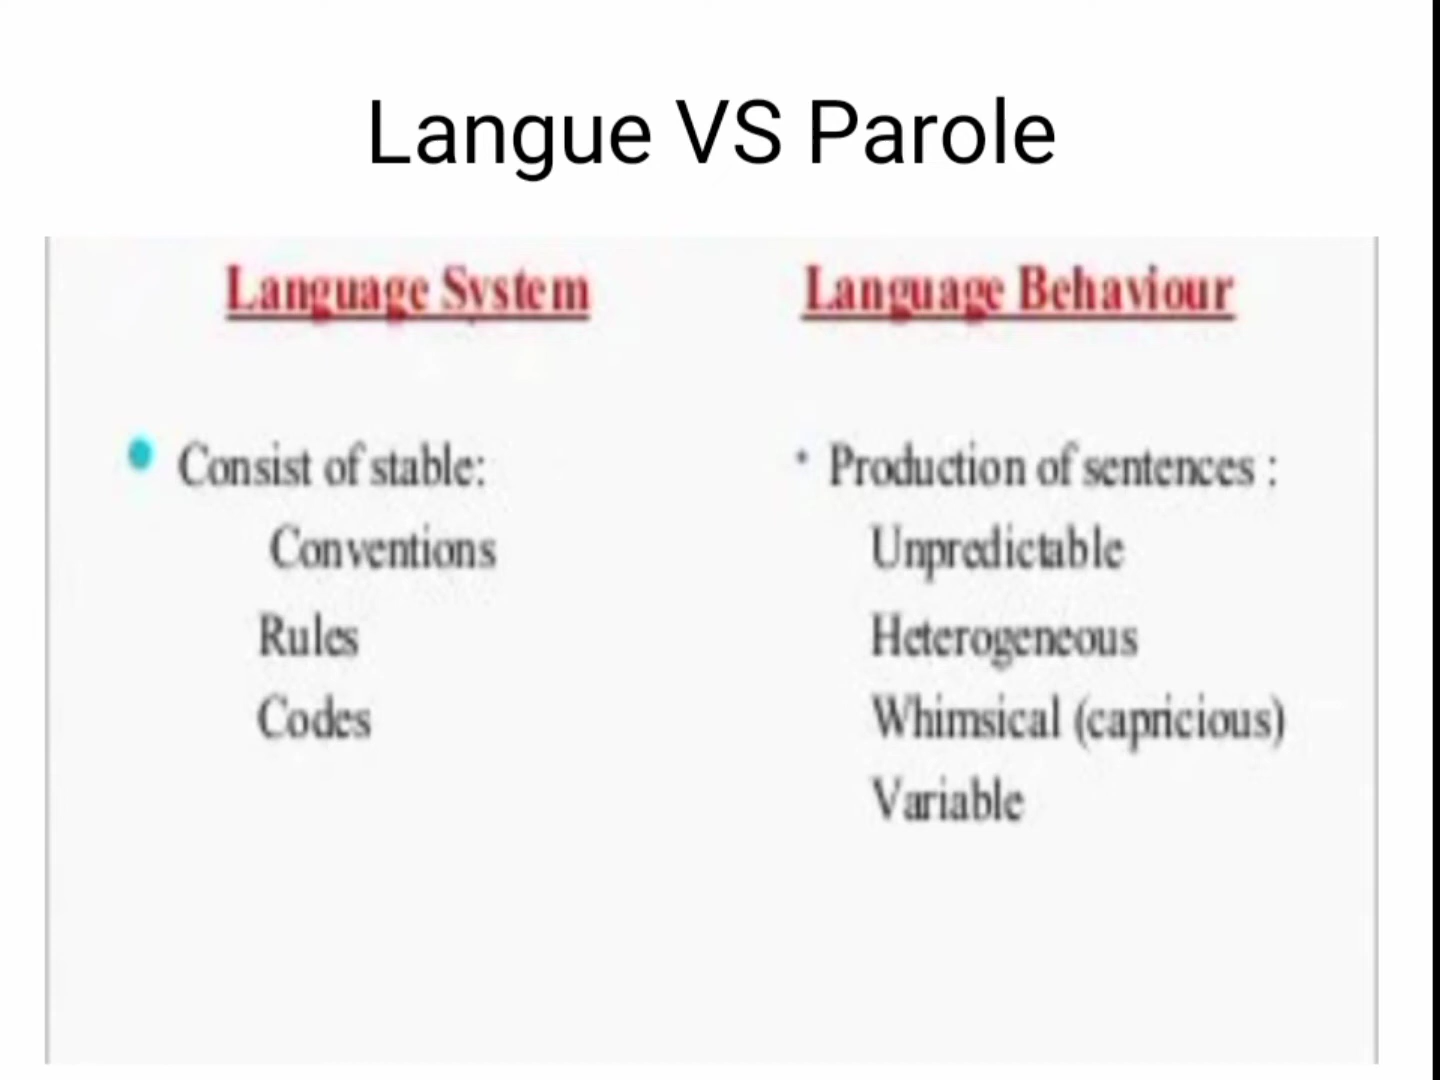 Langue VS Parole
Language System
Language Behaviour
Consist of stable:
Conventions
Rules
Codes
Production of sentences :
Unpredictable
Heterogeneous
Whimsical (capricious)
Variable